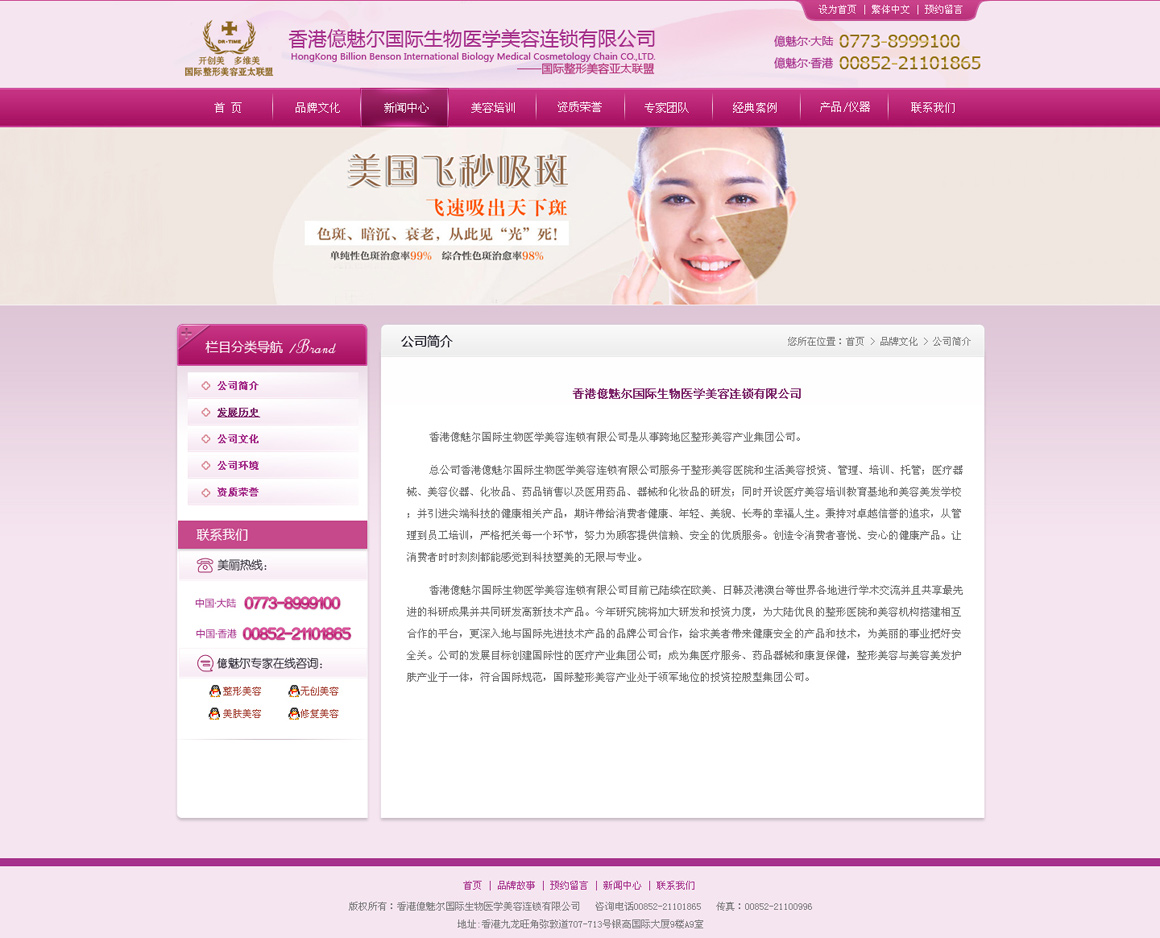 设为首页 | 繁体中文 | 预约留言
DR·TIME
开创美 多维美
国际整形美容亚太联盟
香港億魅尔国际生物医学美容连锁有限公司
HongKong Billion Benson International Biology Medical Cosmetology Chain CO.,LTD.
——国际整形美容亚太联盟
億魅尔·大陆 0773-8999100
億魅尔·香港 00852-21101865
首 页
品牌文化
新闻中心
美容培训
资质荣誉
专家团队
经典案例
产品/仪器
联系我们
美国飞秒吸斑
飞速吸出天下斑
色斑、暗沉、衰老，从此见“光”死！
单纯性色斑治愈率99% 综合性色斑治愈率98%
栏目分类导航 /Brand
公司简介
发展历史
公司文化
公司环境
资质荣誉
联系我们
美丽热线：
中国·大陆 0773-8999100
中国·香港 00852-21101865
億魅尔专家在线咨询：
整形美容 无创美容
美肤美容 修复美容
公司简介
您所在位置：首页 > 品牌文化 > 公司简介
香港億魅尔国际生物医学美容连锁有限公司
香港億魅尔国际生物医学美容连锁有限公司是从事跨地区整形美容产业集团公司。
总公司香港億魅尔国际生物医学美容连锁有限公司服务于整形美容医院和生活美容投资、管理、培训、托管；医疗器
械、美容仪器、化妆品、药品销售以及医用药品、器械和化妆品的研发；同时开设医疗美容培训教育基地和美容美发学校
；并引进尖端科技的健康相关产品，期许带给消费者健康、年轻、美貌、长寿的幸福人生。秉持对卓越信誉的追求，从管
理到员工培训，严格把关每一个环节，努力为顾客提供信赖、安全的优质服务。创造令消费者喜悦、安心的健康产品。让
消费者时时刻刻都能感觉到科技塑美的无限与专业。
香港億魅尔国际生物医学美容连锁有限公司目前已陆续在欧美、日韩及港澳台等世界各地进行学术交流并且共享最先
进的科研成果并共同研发高新技术产品。今年研究院将加大研发和投资力度，为大陆优良的整形医院和美容机构搭建相互
合作的平台，更深入地与国际先进技术产品的品牌公司合作，给求美者带来健康安全的产品和技术，为美丽的事业把好安
全关。公司的发展目标创建国际性的医疗产业集团公司；成为集医疗服务、药品器械和康复保健，整形美容与美容美发护
肤产业于一体，符合国际规范，国际整形美容产业处于领军地位的投资控股型集团公司。
首页 | 品牌故事 | 预约留言 | 新闻中心 | 联系我们
版权所有：香港億魅尔国际生物医学美容连锁有限公司 咨询电话00852-21101865 传真：00852-21100996
地址:香港九龙旺角弥敦道707-713号银高国际大厦9楼A9室